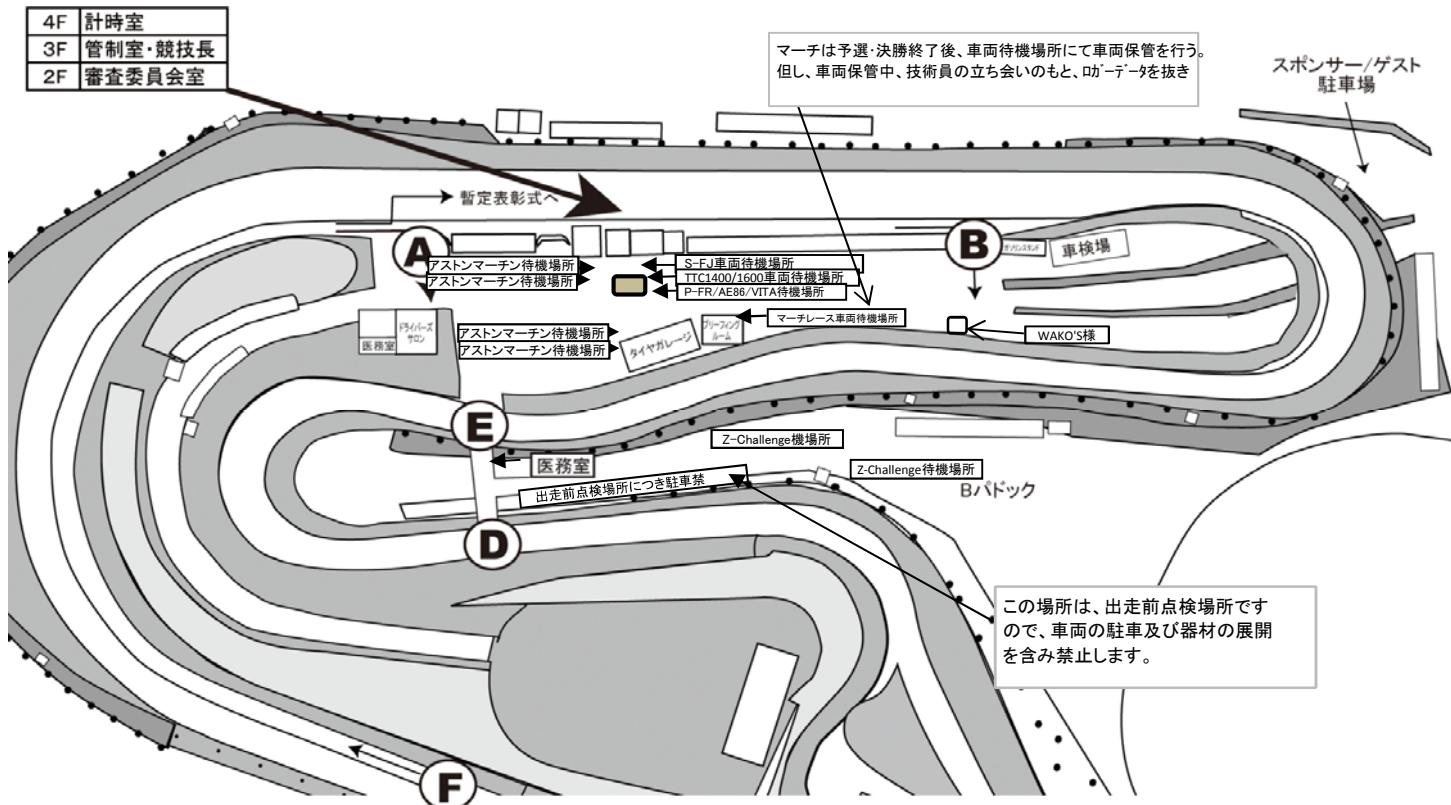 4F 計時室
3F 管制室・競技長
2F 審査委員会室
マーチは予選・決勝終了後、車両待機場所にて車両保管を行う。
但し、車両保管中、技術員の立ち会いのもと、ロガーデータを抜き
スポンサー/ゲスト
駐車場
暫定表彰式へ
A
B
ガソリンスタンド
車検場
アストンマーチン待機場所
アストンマーチン待機場所
S-FJ車両待機場所
TTC1400/1600車両待機場所
P-FR/AE86/VITA待機場所
マーチレース車両待機場所
ブリーフィング
ルーム
タイヤガレージ
ドライバーズ
サロン
医務室
アストンマーチン待機場所
アストンマーチン待機場所
WAKO'S様
E
医務室
Z-Challenge機場所
Z-Challenge待機場所
Bパドック
出走前点検場所につき駐車禁
D
この場所は、出走前点検場所です
ので、車両の駐車及び器材の展開
を含み禁止します。
F